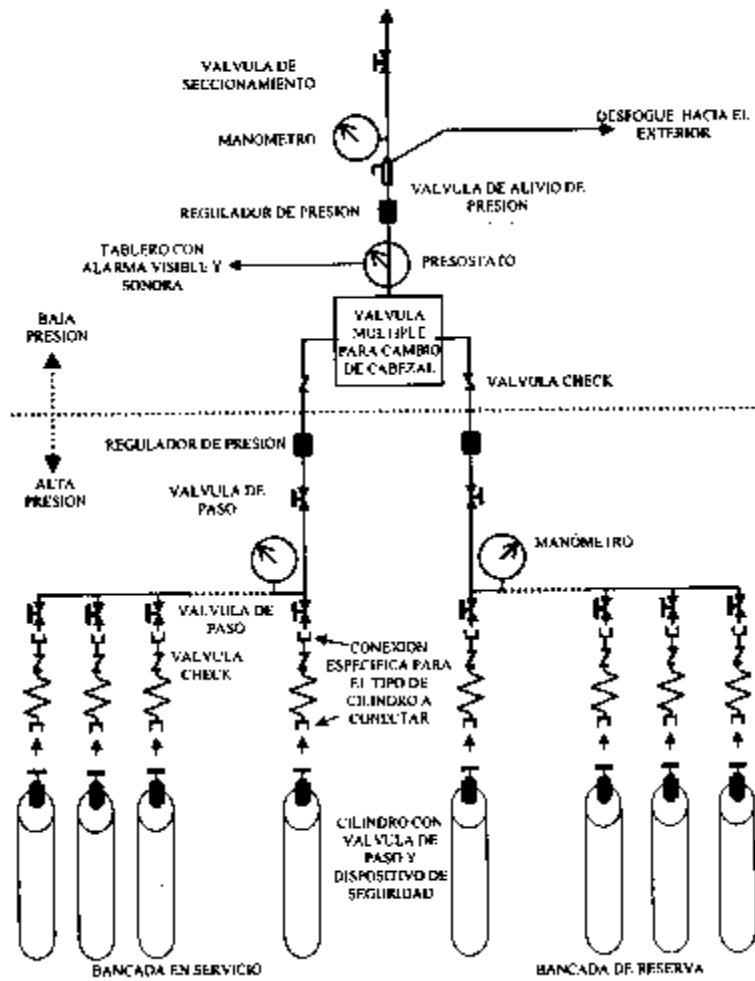 VALVULA DE
SECCIONAMIENTO
MANOMETRO
DESFOGUE HACIA EL
EXTERIOR
VALVULA DE ALIVIO DE
PRESION
REGULADOR DE PRESION
TABLERO CON
ALARMA VISIBLE Y
SONORA
PRESOSTATO
VALVULA
MULTIPLE
PARA CAMBIO
DE CABEZAL
BAJA
PRESION
VALVULA CHECK
REGULADOR DE PRESIÓN
ALTA
PRESION
VALVULA DE
PASO
MANÓMETRO
VALVULA DE
PASO
VALVULA
CHECK
CONEXION
ESPECIFICA PARA
EL TIPO DE
CILINDRO A
CONECTAR
CILINDRO CON
VALVULA DE
PASO Y
DISPOSITIVO DE
SEGURIDAD
BANCADA EN SERVICIO
BANCADA DE RESERVA